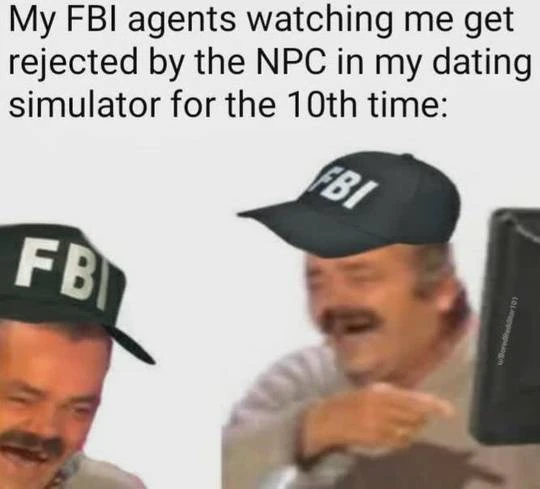 My FBI agents watching me get
rejected by the NPC in my dating
simulator for the 10th time:
FBI
FBI
u/BoredRedditor101